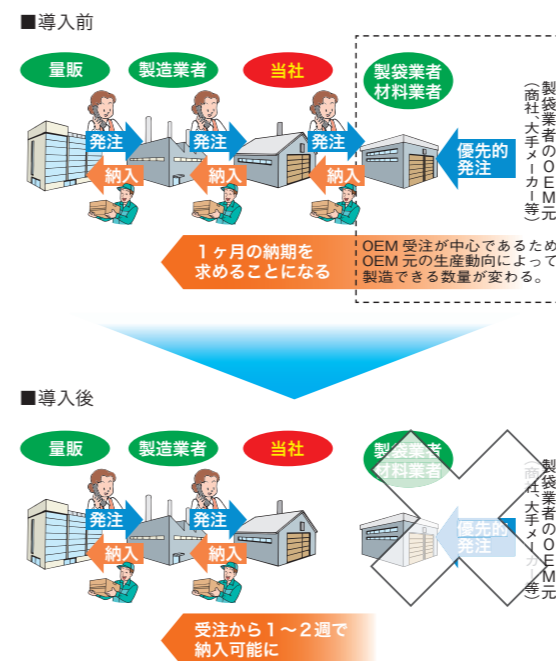 ■導入前
量販
製造業者
当社
製袋業者
材料業者
発注
発注
発注
納入
納入
納入
優先的
発注
製袋業者のOEM元
（商社、大手メーカー等）
1ヶ月の納期を
求めることになる
OEM 受注が中心であるため
OEM 元の生産動向によって
製造できる数量が変わる。
■導入後
量販
製造業者
当社
製袋業者
材料業者
発注
発注
納入
納入
優先的
発注
製袋業者のOEM元
（商社、大手メーカー等）
受注から1〜2週で
納入可能に